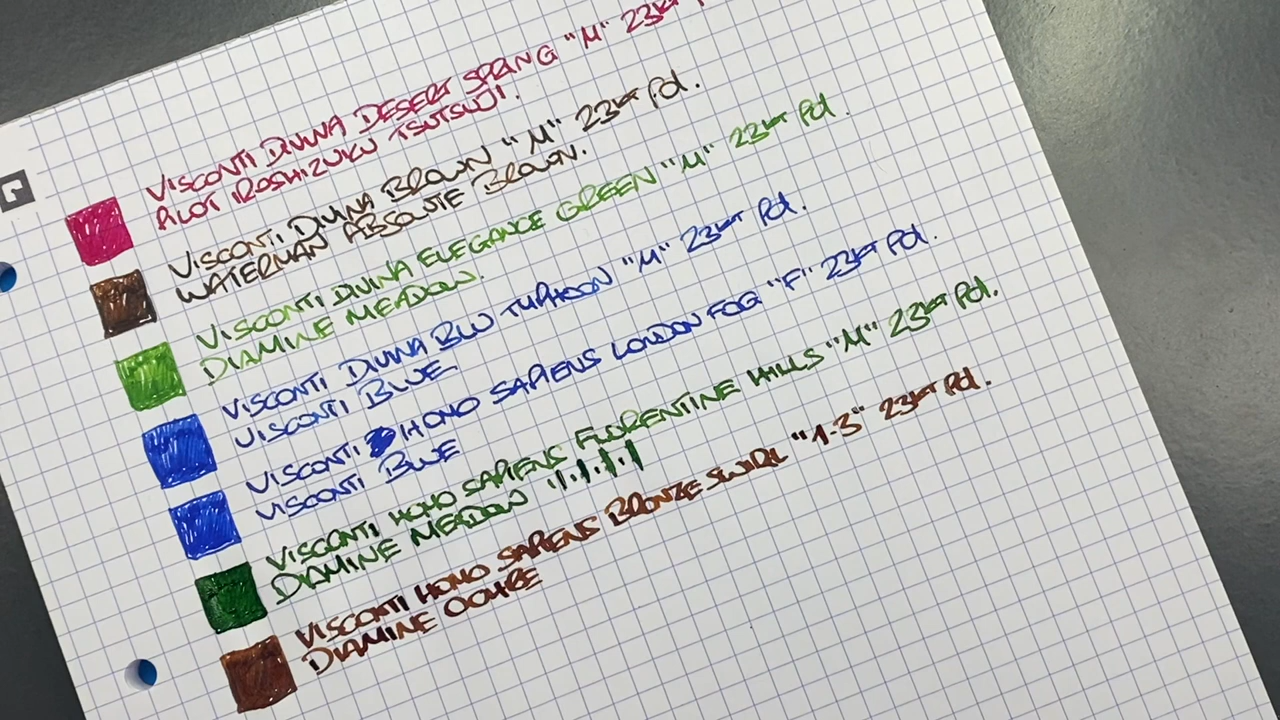 VISCONTI DIVINA DESERT SPRING "M" 23kt
PILOT IROSHIZUKU TSUTSUJI.
VISCONTI DIVINA BROWN "M" 23kt Pd.
WATERMAN ABSOLUTE BROWN.
VISCONTI DIVINA ELEGANCE GREEN "M" 23kt Pd.
DIAMINE MEADOW.
VISCONTI DIVINA BLU TYPHOON "M" 23kt Pd.
VISCONTI BLUE.
VISCONTI HOMO SAPIENS LONDON FOG "F" 23kt Pd.
VISCONTI BLUE
VISCONTI HOMO SAPIENS FLORENTINE HILLS "M" 23kt Pd.
DIAMINE MEADOW
VISCONTI HOMO SAPIENS BRONZE SWIRL "1.3" 23kt Pd.
DIAMINE OCHRE